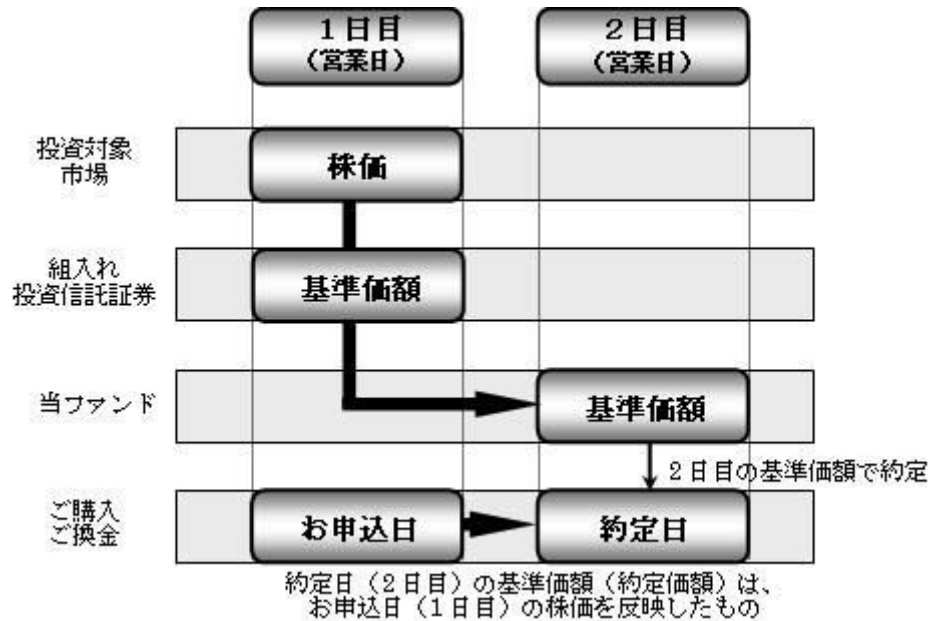 １日目
（営業日）
２日目
（営業日）
投資対象
市場
株価
組入れ
投資信託証券
基準価額
当ファンド
基準価額
２日目の基準価額で約定
ご購入
ご換金
お申込日
約定日
約定日（２日目）の基準価額（約定価額）は、
お申込日（１日目）の株価を反映したもの